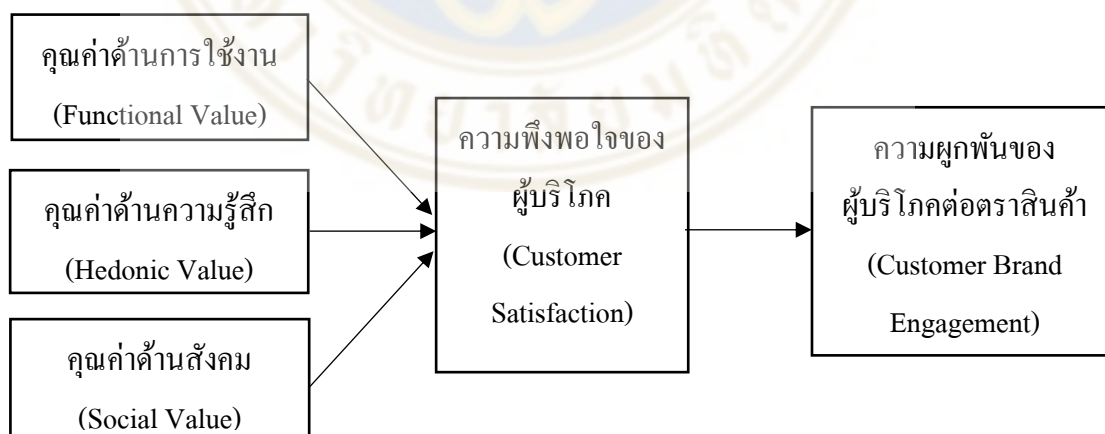 คุณค่าด้านการใช้งาน
(Functional Value)
คุณค่าด้านความรู้สึก
(Hedonic Value)
คุณค่าด้านสังคม
(Social Value)
ความพึงพอใจของ
ผู้บริโภค
(Customer
Satisfaction)
ความผูกพันของ
ผู้บริโภคต่อตราสินค้า
(Customer Brand
Engagement)